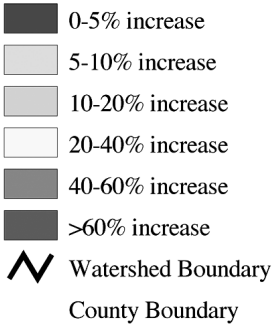 0-5% increase
5-10% increase
10-20% increase
20-40% increase
40-60% increase
>60% increase
Watershed Boundary
County Boundary